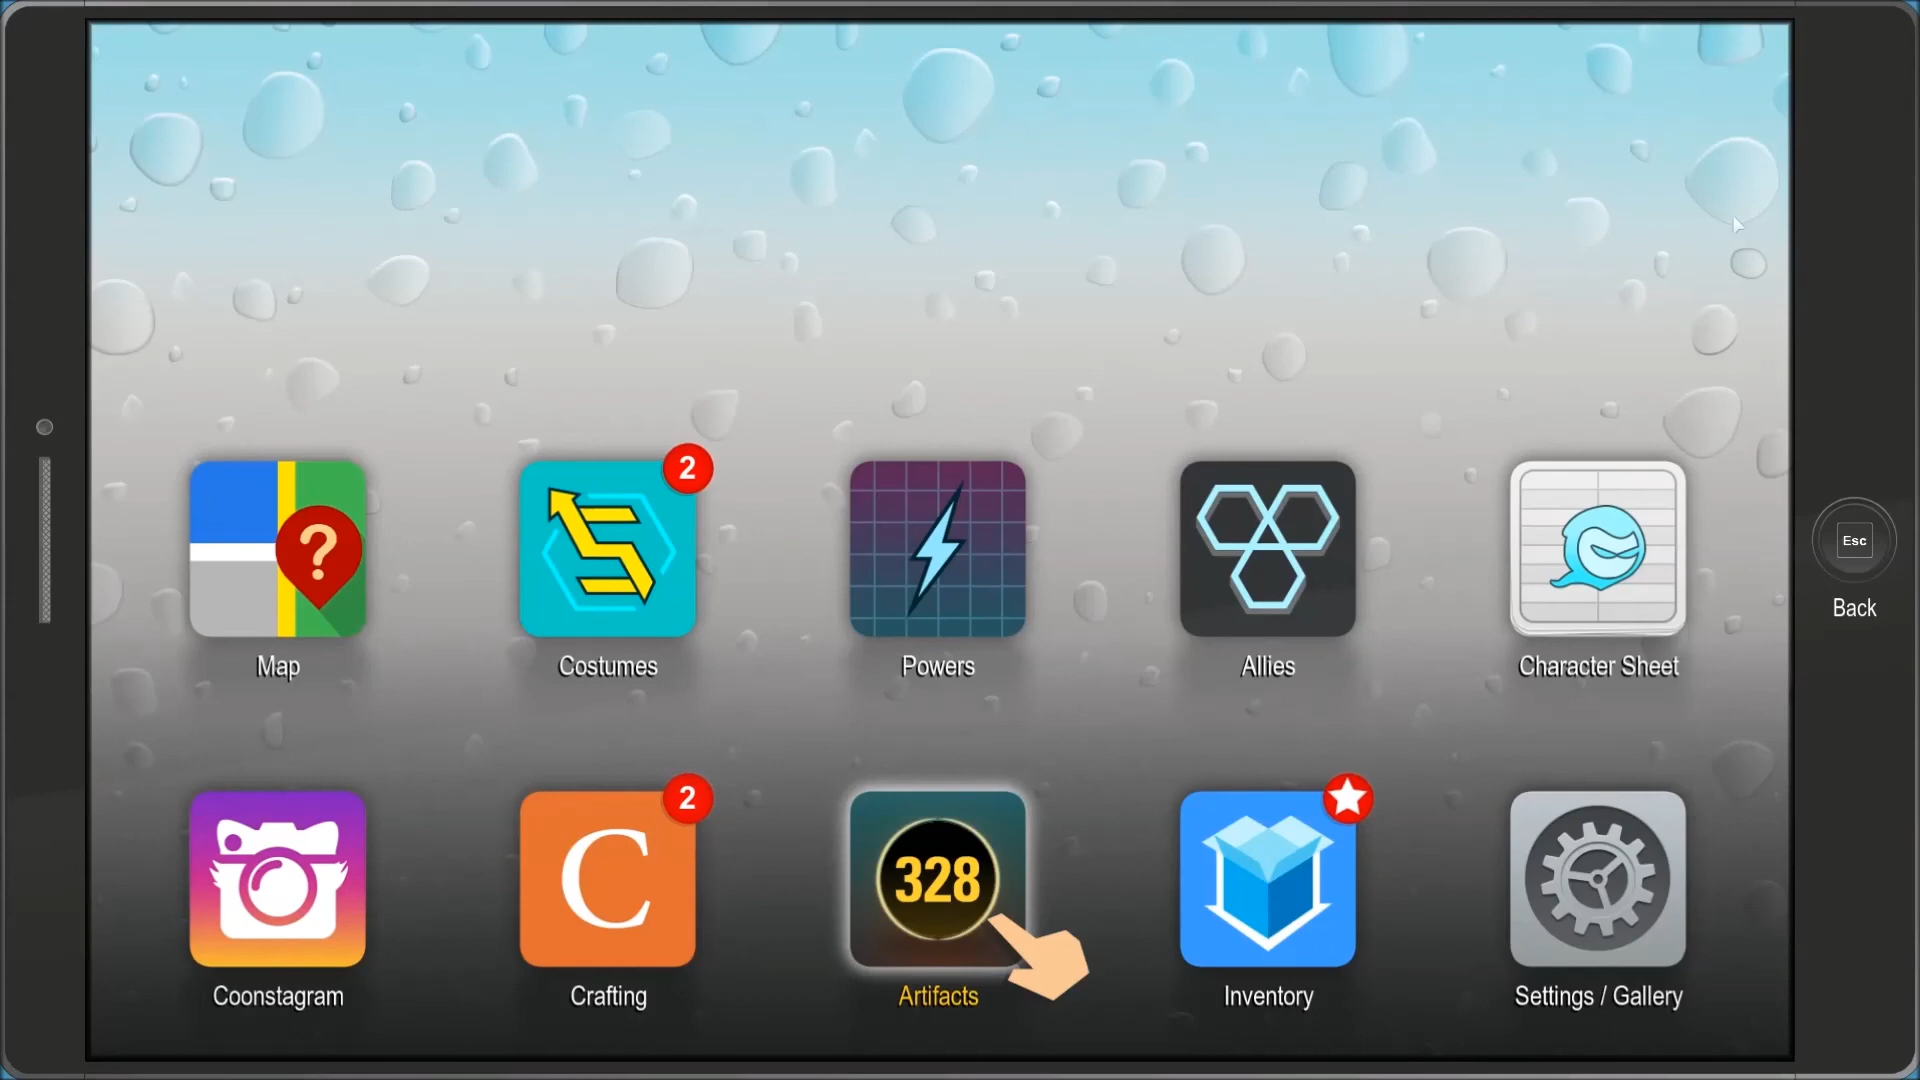 2
?
Map
Costumes
Powers
Allies
Character Sheet
Esc
Back
2
C
328
Coonstagram
Crafting
Artifacts
Inventory
Settings / Gallery